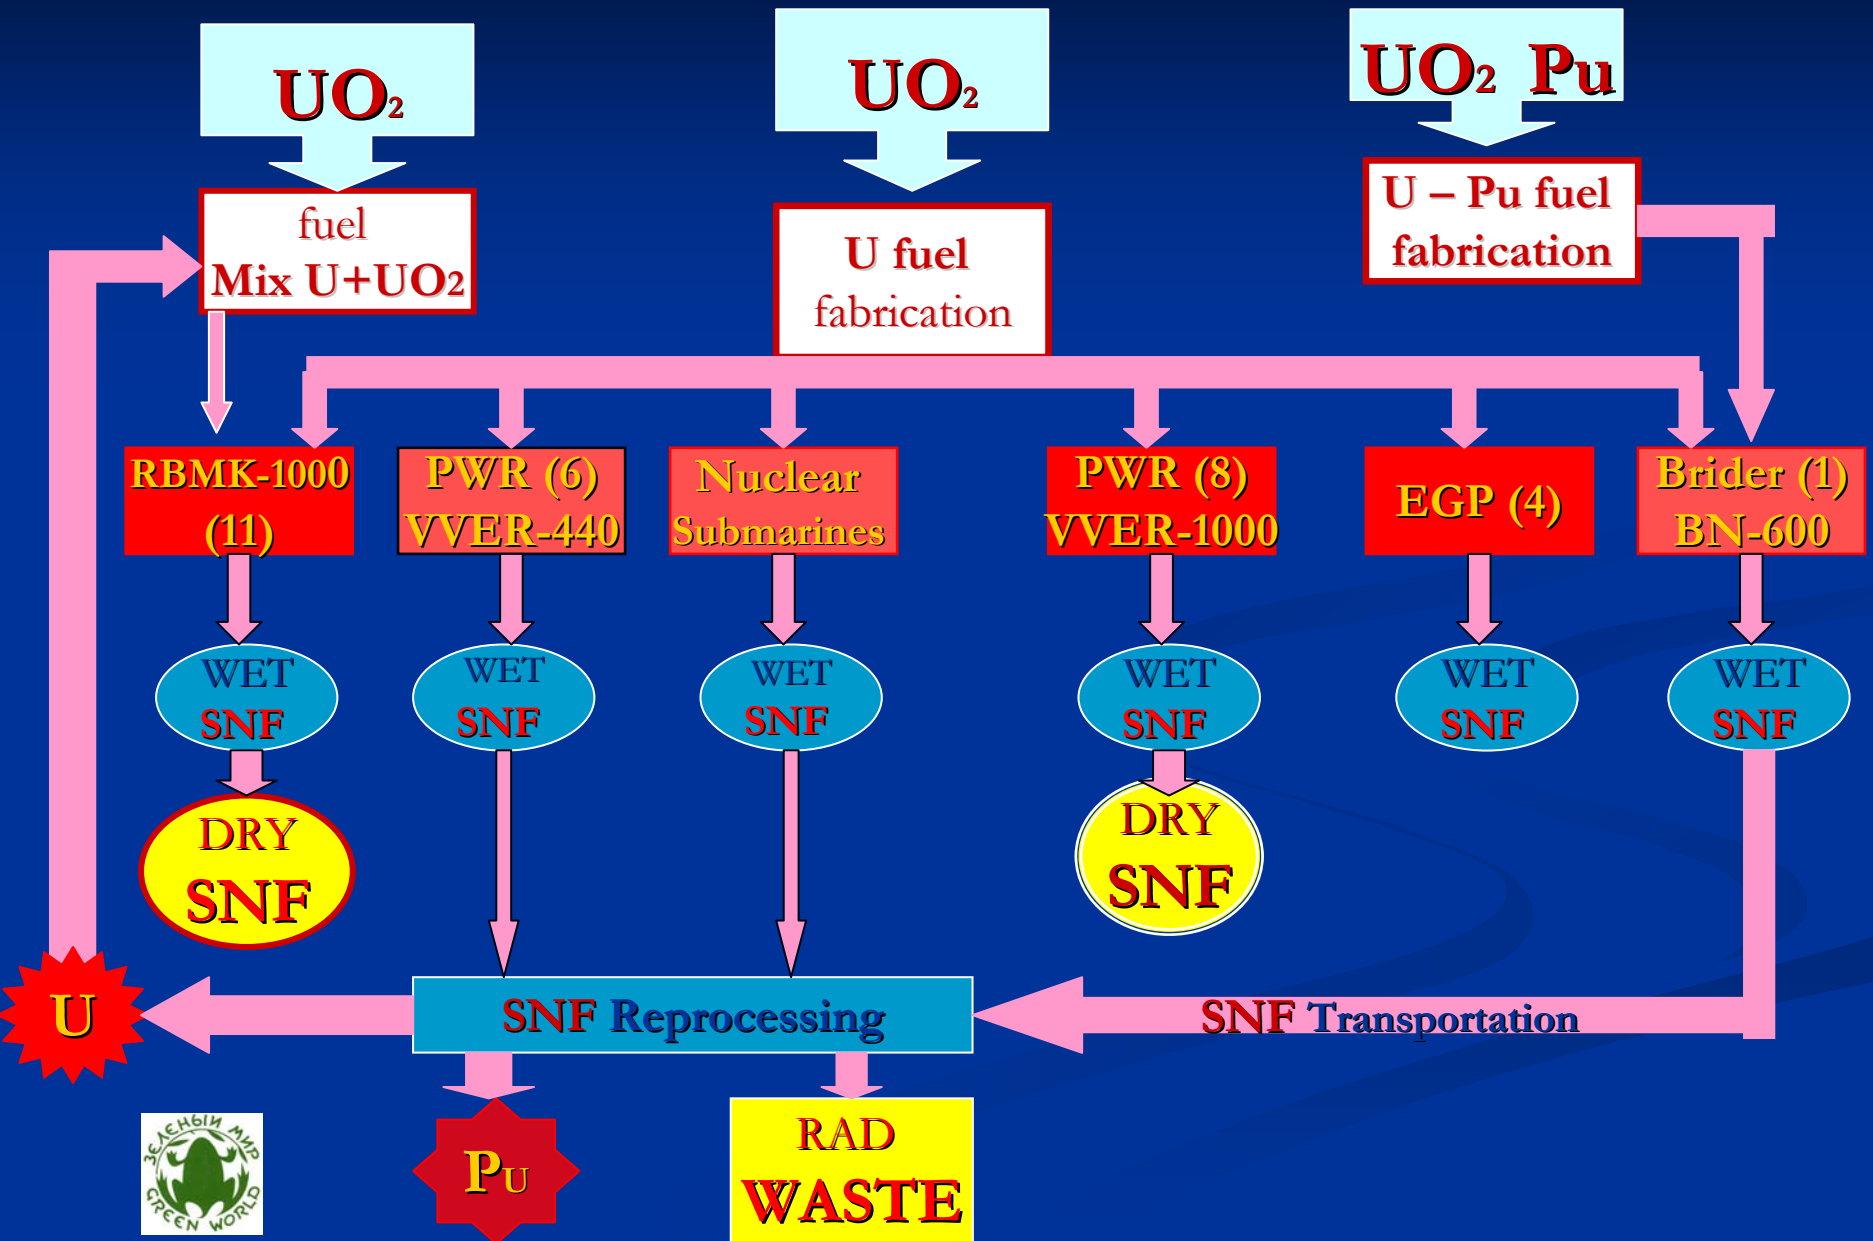 UO2
UO2
UO2 Pu
fuel
Mix U+UO2
U fuel
fabrication
U – Pu fuel
fabrication
RBMK-1000
(11)
PWR (6)
VVER-440
Nuclear
Submarines
PWR (8)
VVER-1000
EGP (4)
Brider (1)
BN-600
WET
SNF
WET
SNF
WET
SNF
WET
SNF
WET
SNF
WET
SNF
DRY
SNF
DRY
SNF
U
SNF Reprocessing
SNF Transportation
PU
RAD
WASTE
ЗЕЛЕНЫЙ МИР
GREEN WORLD